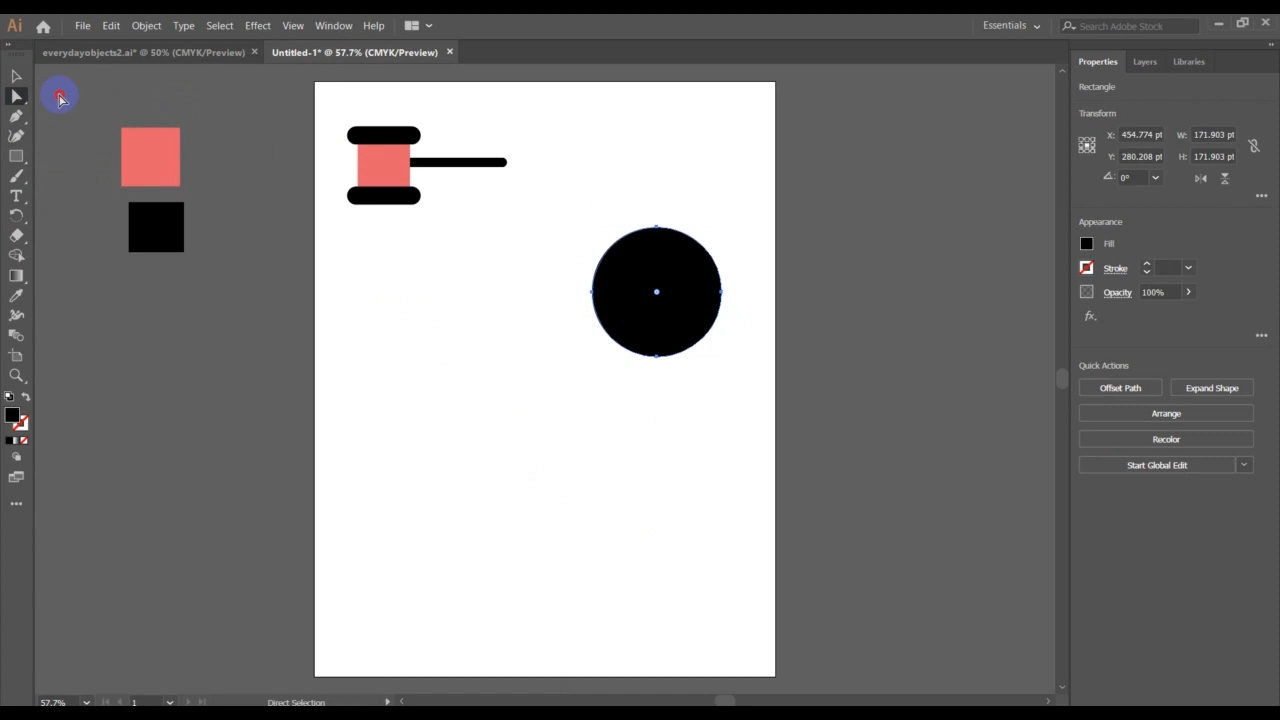 Ai File Edit Object Type Select Effect View Window Help Essentials Search Adobe Stock
everydayobjects2.ai* @ 50% (CMYK/Preview) Untitled-1* @ 57.7% (CMYK/Preview)
Properties Layers Libraries
Rectangle
Transform
X: 454.774 pt W: 171.903 pt
Y: 280.208 pt H: 171.903 pt
0°
Appearance
Fill
Stroke
Opacity 100%
fx.
Quick Actions
Offset Path Expand Shape
Arrange
Recolor
Start Global Edit
57.7% 1 Direct Selection